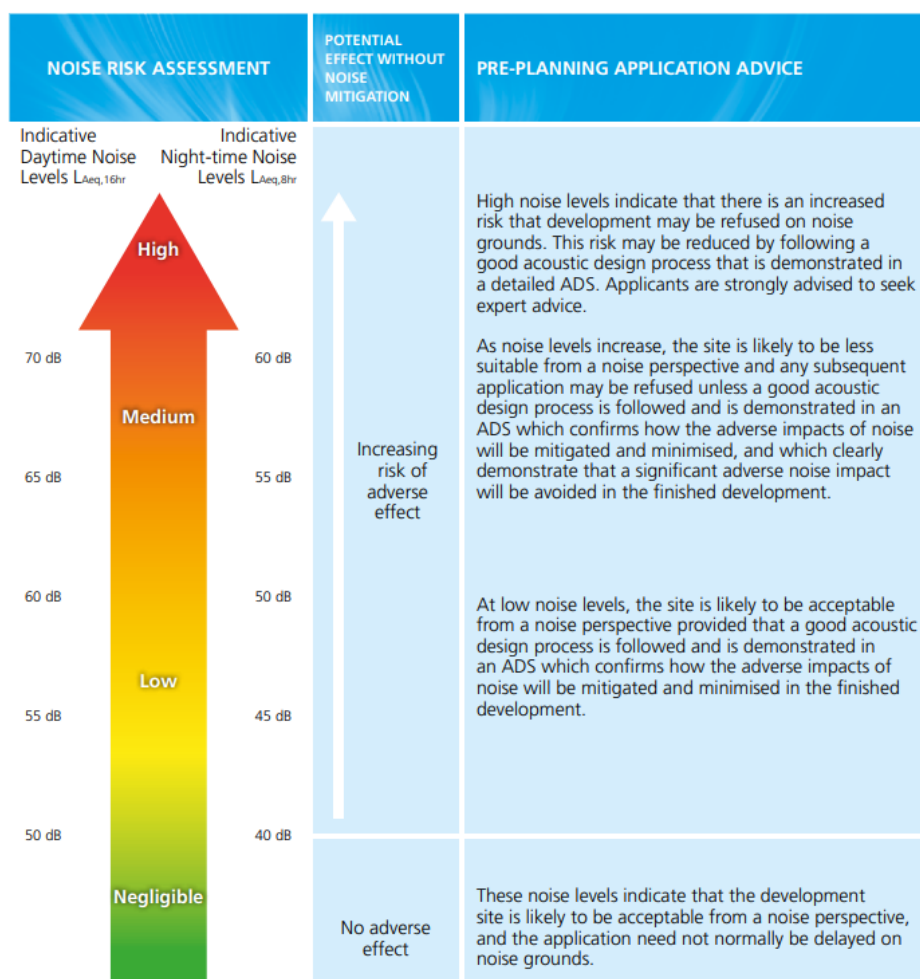 NOISE RISK ASSESSMENT
POTENTIAL
EFFECT WITHOUT
NOISE
MITIGATION
PRE-PLANNING APPLICATION ADVICE
Indicative
Daytime Noise
Levels LAeq,16hr
Indicative
Night-time Noise
Levels LAeq,8hr
High
70 dB
60 dB
Medium
65 dB
55 dB
60 dB
50 dB
Low
55 dB
45 dB
50 dB
40 dB
Negligible
Increasing
risk of
adverse
effect
No adverse
effect
High noise levels indicate that there is an increased
risk that development may be refused on noise
grounds. This risk may be reduced by following a
good acoustic design process that is demonstrated in
a detailed ADS. Applicants are strongly advised to seek
expert advice.
As noise levels increase, the site is likely to be less
suitable from a noise perspective and any subsequent
application may be refused unless a good acoustic
design process is followed and is demonstrated in an
ADS which confirms how the adverse impacts of noise
will be mitigated and minimised, and which clearly
demonstrate that a significant adverse noise impact
will be avoided in the finished development.
At low noise levels, the site is likely to be acceptable
from a noise perspective provided that a good acoustic
design process is followed and is demonstrated in
an ADS which confirms how the adverse impacts of
noise will be mitigated and minimised in the finished
development.
These noise levels indicate that the development
site is likely to be acceptable from a noise perspective,
and the application need not normally be delayed on
noise grounds.